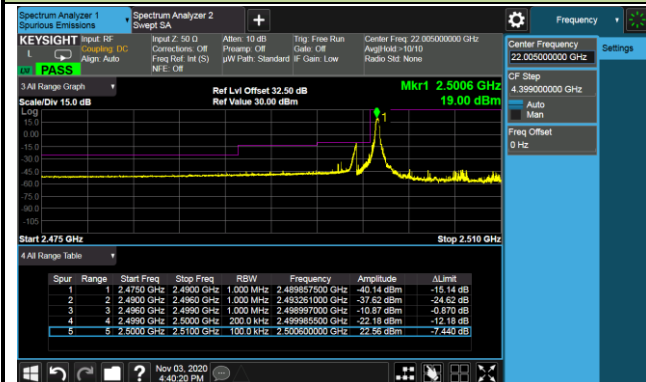 Spectrum Analyzer 1
Spurious Emissions
Spectrum Analyzer 2
Swept SA
Frequency
KEYSIGHT
L
LW PASS
Input: RF
Coupling: DC
Align: Auto
Input Z: 50 Ω
Corrections: Off
Freq Ref: Int (S)
NFE: Off
Atten: 10 dB
Preamp: Off
µW Path: Standard
Trig: Free Run
Gate: Off
IF Gain: Low
Center Freq: 22.005000000 GHz
Avg|Hold:>10/10
Radio Std: None
Center Frequency
22.005000000 GHz
Settings
CF Step
4.399000000 GHz
Auto
Man
Freq Offset
0 Hz
3 All Range Graph
Scale/Div 15.0 dB
Ref Lvl Offset 32.50 dB
Ref Value 30.00 dBm
Mkr1 2.5006 GHz
19.00 dBm
Log
15.0
0.00
-15.0
-30.0
-45.0
-60.0
-75.0
-90.0
-105
1
Start 2.475 GHz
Stop 2.510 GHz
4 All Range Table
Spur Range Start Freq Stop Freq RBW Frequency Amplitude ΔLimit
1 1 2.4750 GHz 2.4900 GHz 1.000 MHz 2.489857500 GHz -40.14 dBm -15.14 dB
2 2 2.4900 GHz 2.4960 GHz 1.000 MHz 2.493261000 GHz -37.62 dBm -24.62 dB
3 3 2.4960 GHz 2.4990 GHz 1.000 MHz 2.498997000 GHz -10.87 dBm -0.870 dB
4 4 2.4990 GHz 2.5000 GHz 200.0 kHz 2.499985500 GHz -22.18 dBm -12.18 dB
5 5 2.5000 GHz 2.5100 GHz 100.0 kHz 2.500600000 GHz 22.56 dBm -7.440 dB
Nov 03, 2020
4:40:20 PM